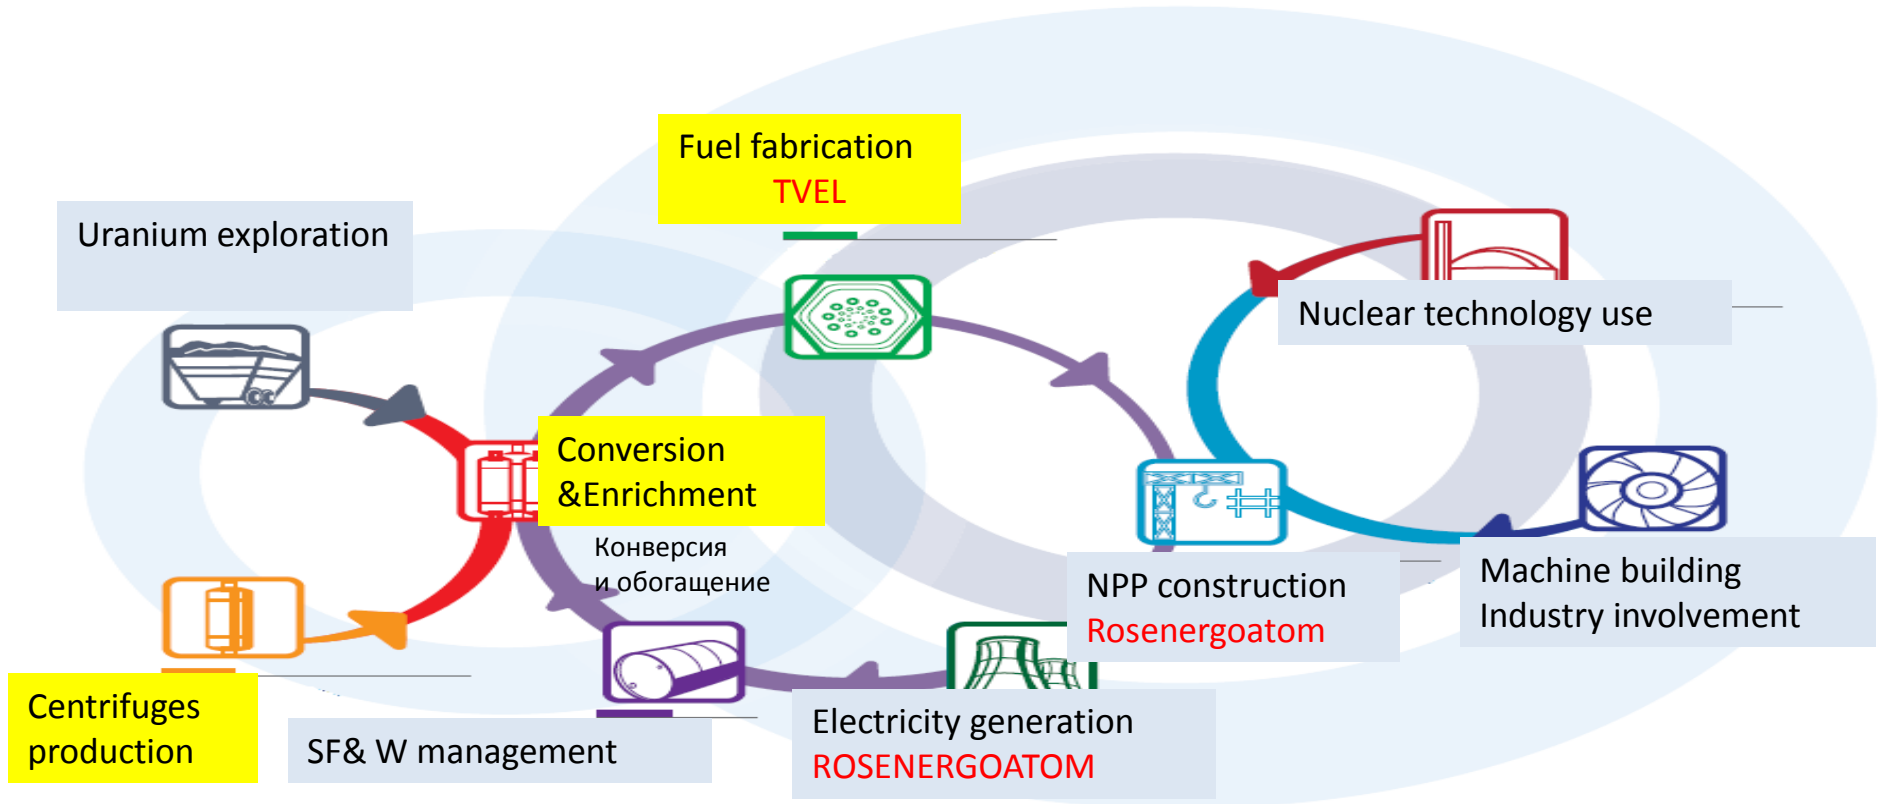 Fuel fabrication
TVEL
Uranium exploration
Nuclear technology use
Conversion
&Enrichment
Конверсия
и обогащение
NPP construction
Rosenergoatom
Machine building
Industry involvement
Centrifuges
production
SF& W management
Electricity generation
ROSENERGOATOM